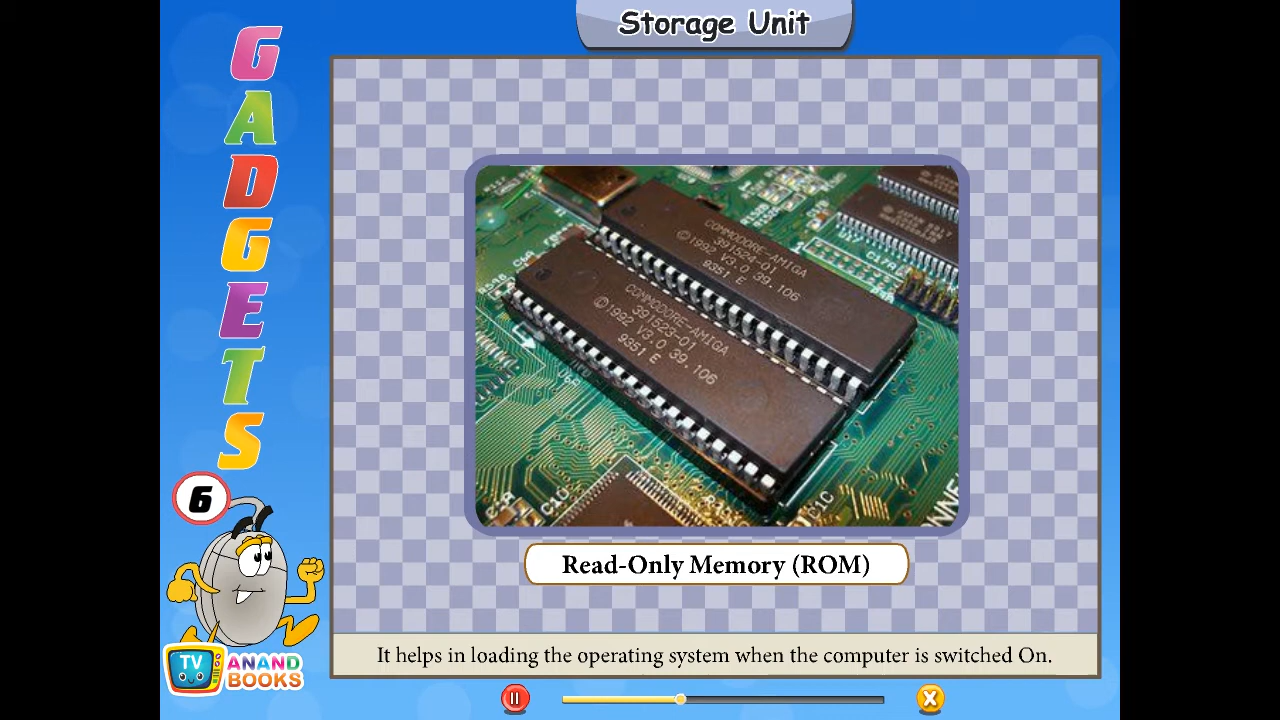 Storage Unit
GADGETS
6
COMMODORE-AMIGA
391524-01
©1992 V3.0 39.106
9351 E
COMMODORE-AMIGA
391523-01
©1992 V3.0 39.106
9351 E
C10
Read-Only Memory (ROM)
It helps in loading the operating system when the computer is switched On.
TV
ANAND
BOOKS